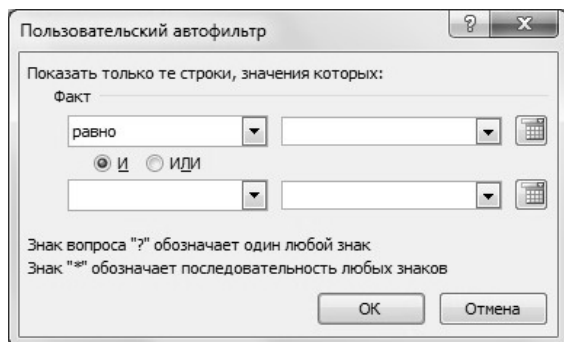 Пользовательский автофильтр
Показать только те строки, значения которых:
Факт
равно
И ИЛИ
Знак вопроса "?" обозначает один любой знак
Знак "*" обозначает последовательность любых знаков
ОК Отмена